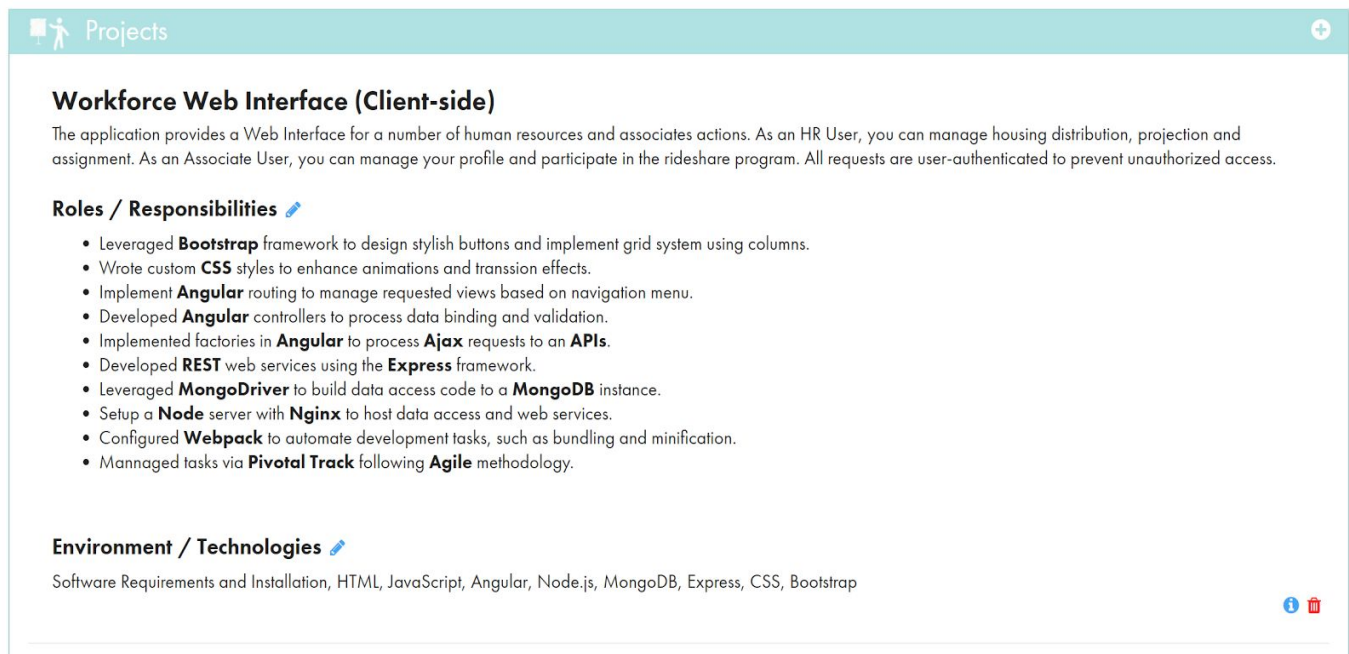 Projects
Workforce Web Interface (Client-side)
The application provides a Web Interface for a number of human resources and associates actions. As an HR User, you can manage housing distribution, projection and
assignment. As an Associate User, you can manage your profile and participate in the rideshare program. All requests are user-authenticated to prevent unauthorized access.
Roles / Responsibilities
• Leveraged Bootstrap framework to design stylish buttons and implement grid system using columns.
• Wrote custom CSS styles to enhance animations and transsion effects.
• Implement Angular routing to manage requested views based on navigation menu.
• Developed Angular controllers to process data binding and validation.
• Implemented factories in Angular to process Ajax requests to an APIs.
• Developed REST web services using the Express framework.
• Leveraged MongoDriver to build data access code to a MongoDB instance.
• Setup a Node server with Nginx to host data access and web services.
• Configured Webpack to automate development tasks, such as bundling and minification.
• Mannaged tasks via Pivotal Track following Agile methodology.
Environment / Technologies
Software Requirements and Installation, HTML, JavaScript, Angular, Node.js, MongoDB, Express, CSS, Bootstrap